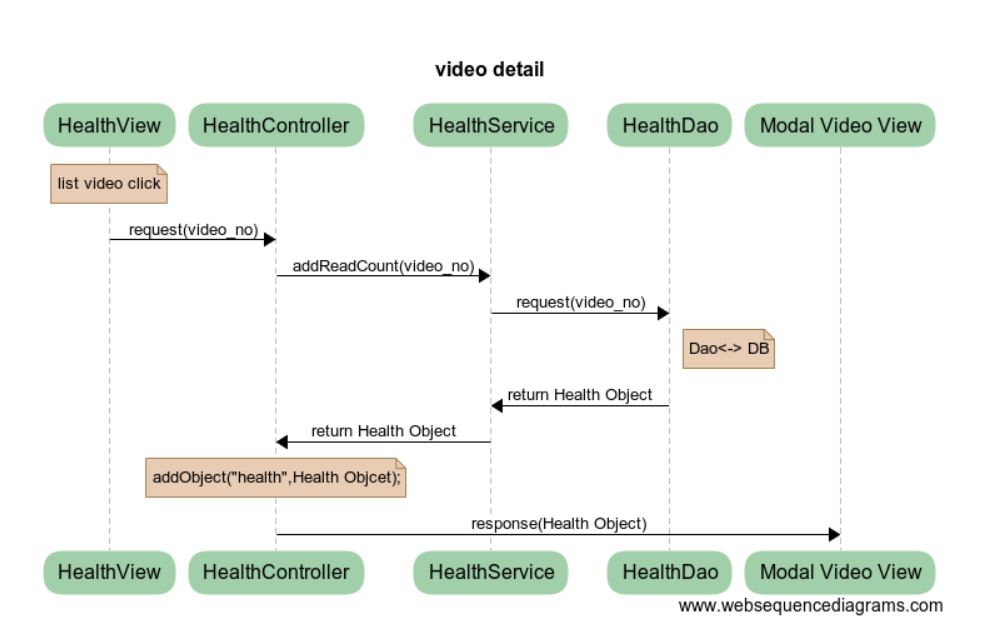 video detail
HealthView
HealthController
HealthService
HealthDao
Modal Video View
list video click
request(video_no)
addReadCount(video_no)
request(video_no)
Dao<-> DB
return Health Object
return Health Object
addObject("health",Health Objcet);
response(Health Object)
HealthView
HealthController
HealthService
HealthDao
Modal Video View
www.websequencediagrams.com